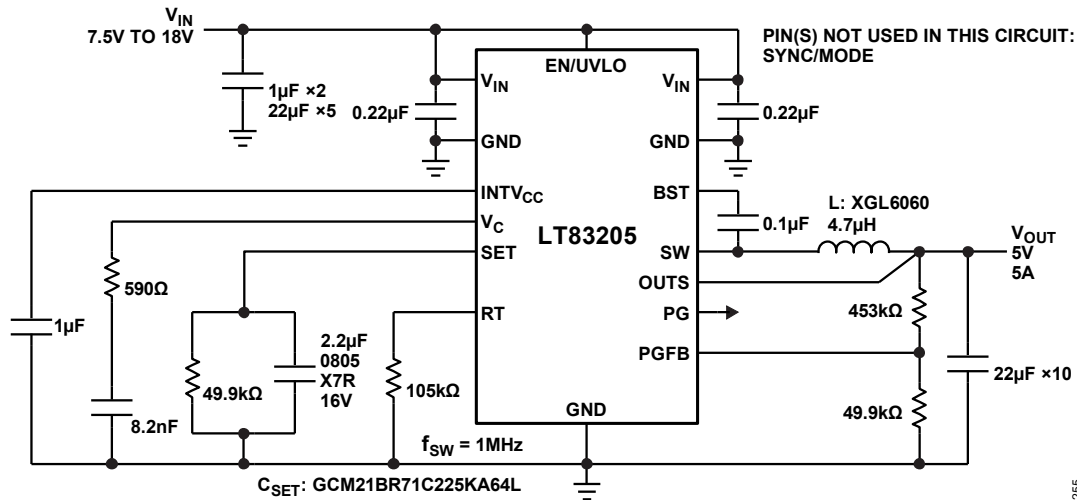 VIN
7.5V TO 18V
PIN(S) NOT USED IN THIS CIRCUIT:
SYNC/MODE
EN/UVLO
VIN
VIN
1µF ×2
22µF ×5
0.22µF
0.22µF
GND
GND
INTVCC
BST
L: XGL6060
4.7µH
VC
0.1µF
LT83205
VOUT
5V
5A
SET
SW
OUTS
590Ω
RT
PG
453kΩ
1µF
2.2µF
0805
X7R
16V
PGFB
49.9kΩ
105kΩ
22µF ×10
8.2nF
GND
49.9kΩ
fSW = 1MHz
CSET: GCM21BR71C225KA64L